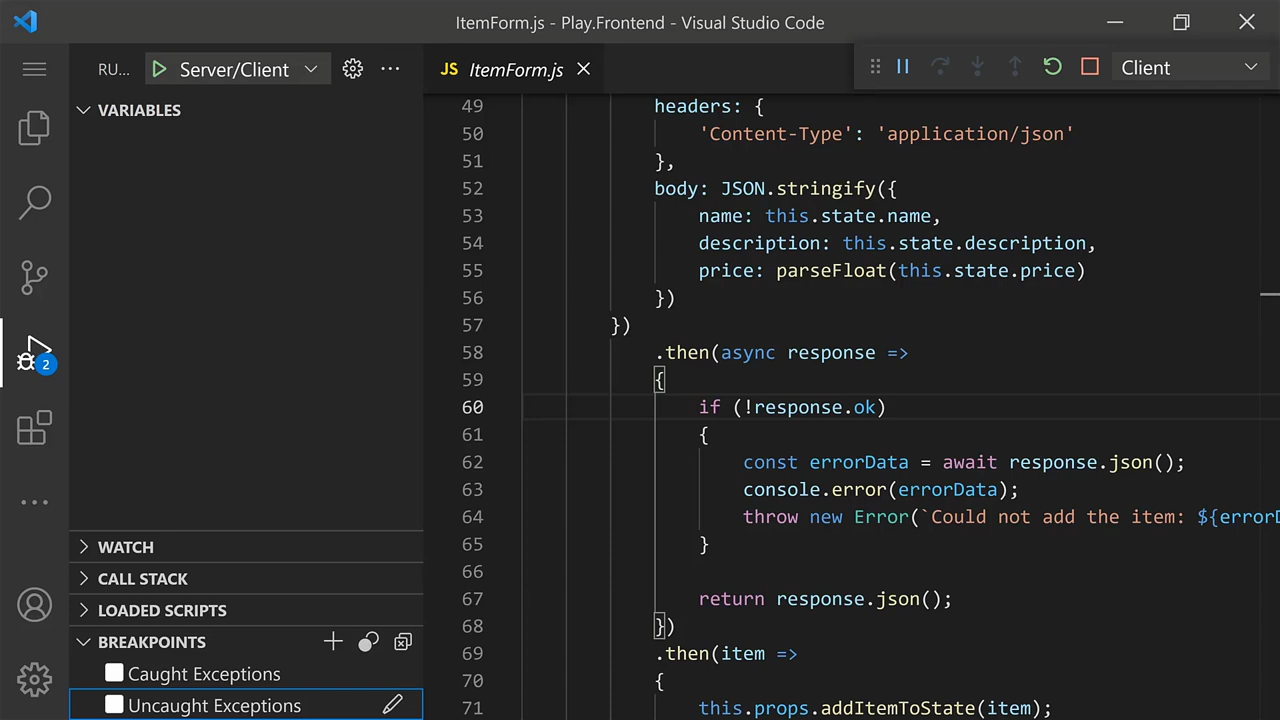 ItemForm.js - Play.Frontend - Visual Studio Code
RU... Server/Client
JS ItemForm.js
Client
VARIABLES
49 headers: {
50 'Content-Type': 'application/json'
51 },
52 body: JSON.stringify({
53 name: this.state.name,
54 description: this.state.description,
55 price: parseFloat(this.state.price)
56 })
57 })
58 .then(async response =>
59 {
60 if (!response.ok)
61 {
62 const errorData = await response.json();
63 console.error(errorData);
64 throw new Error(`Could not add the item: ${errorD
65 }
66
67 return response.json();
68 })
69 .then(item =>
70 {
71 this.props.addItemToState(item);
2
WATCH
CALL STACK
LOADED SCRIPTS
BREAKPOINTS
Caught Exceptions
Uncaught Exceptions